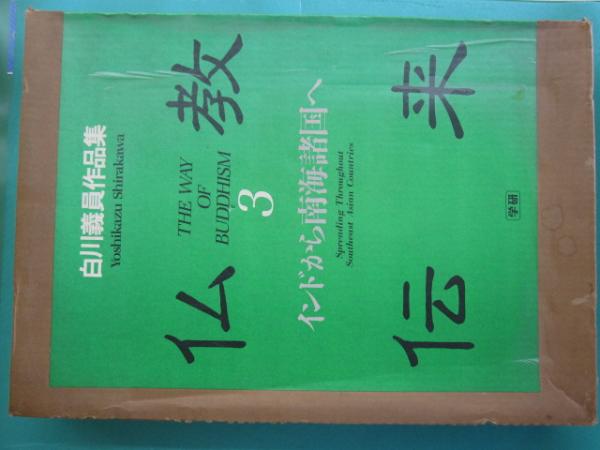 白川義員作品集
Yoshikazu Shirakawa
仏教
伝来
THE WAY
OF
BUDDHISM
3
インドから南海諸国へ
Spreading Throughout
Southeast Asian Countries
学研